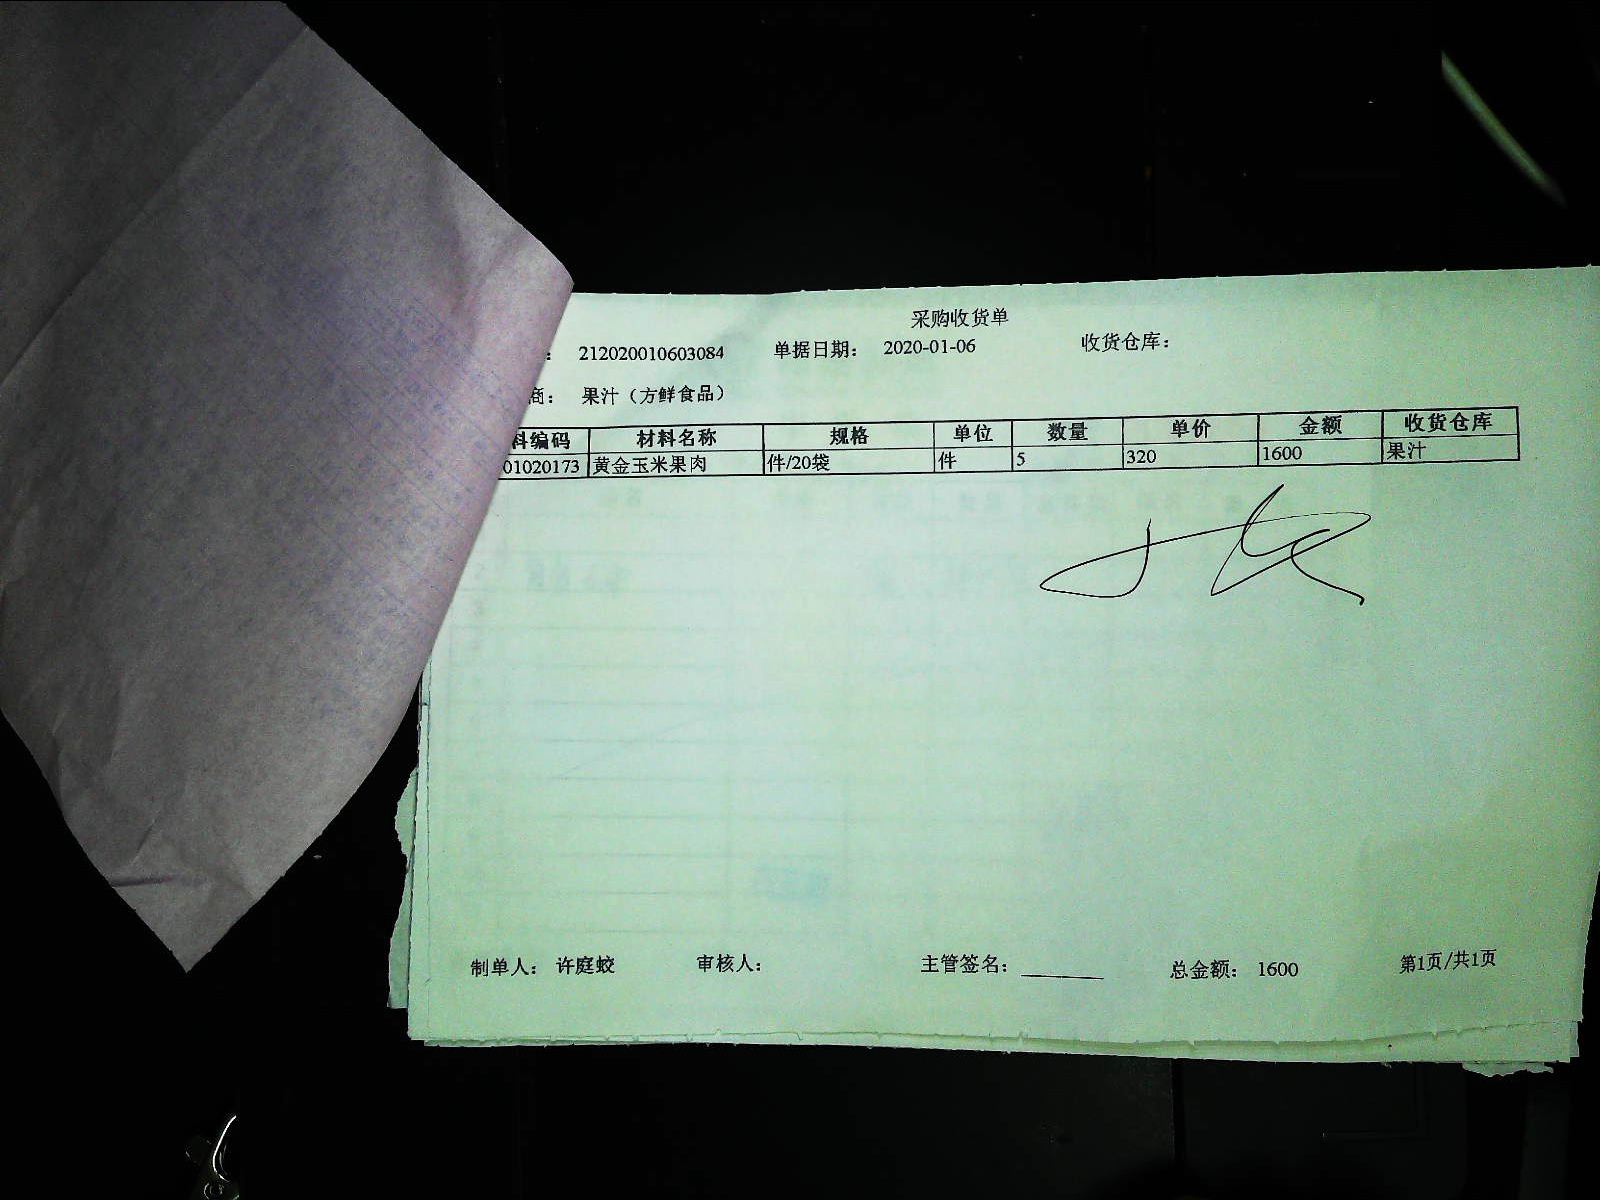 采购收货单
: 212020010603084 单据日期: 2020-01-06 收货仓库:
商: 果汁（方鲜食品）
料编码 材料名称 规格 单位 数量 单价 金额 收货仓库
01020173 黄金玉米果肉 件/20袋 件 5 320 1600 果汁
制单人: 许庭蛟 审核人: 主管签名: 总金额: 1600 第1页/共1页